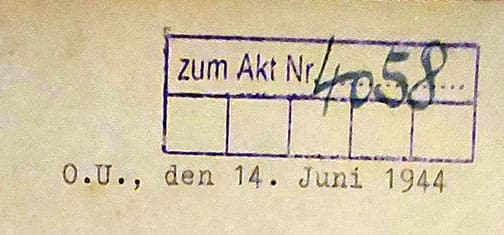 zum Akt Nr. 4058
O.U., den 14. Juni 1944